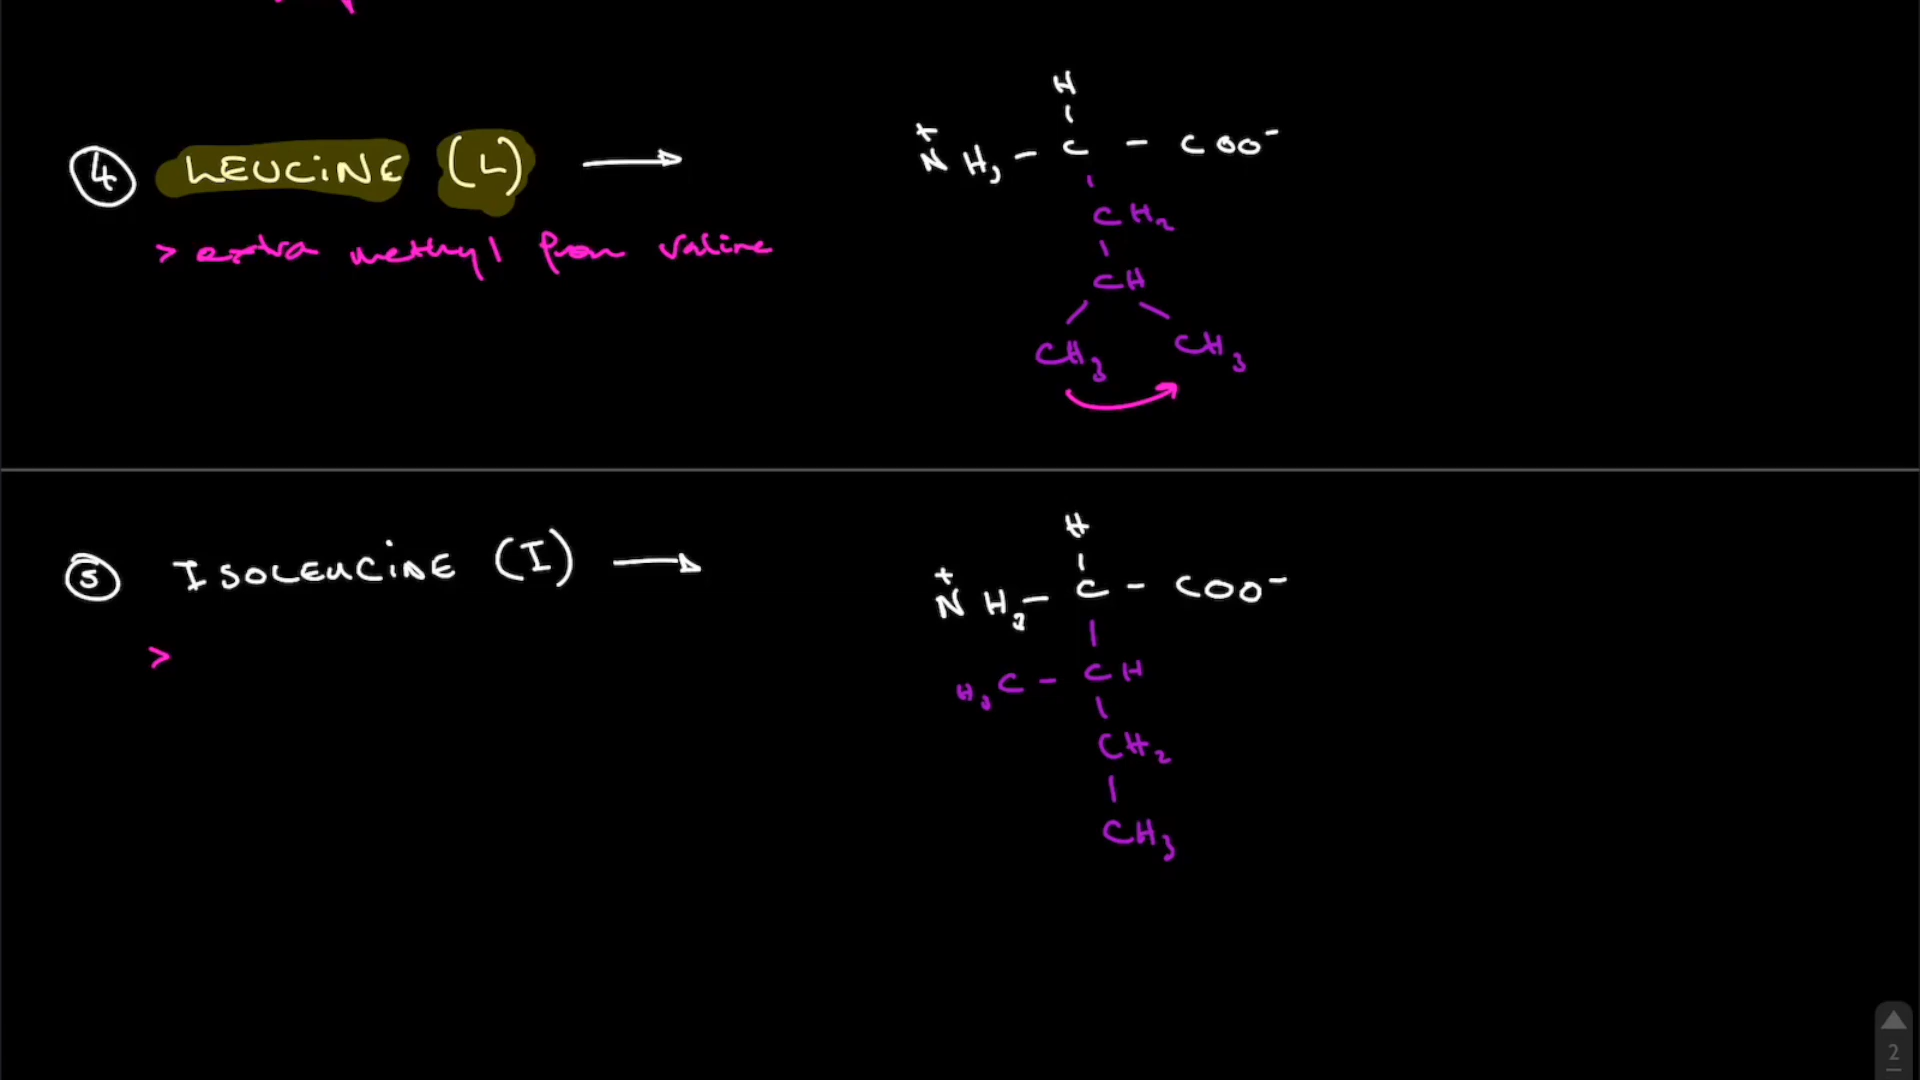 H
+
④ LEUCINE (L) → NH3 - C - COO-
> extra methyl from valine
CH2
CH
CH3 CH3
H
+
⑤ ISOLEUCINE (I) → NH3 - C - COO-
>
H3C - CH
CH2
CH3
2